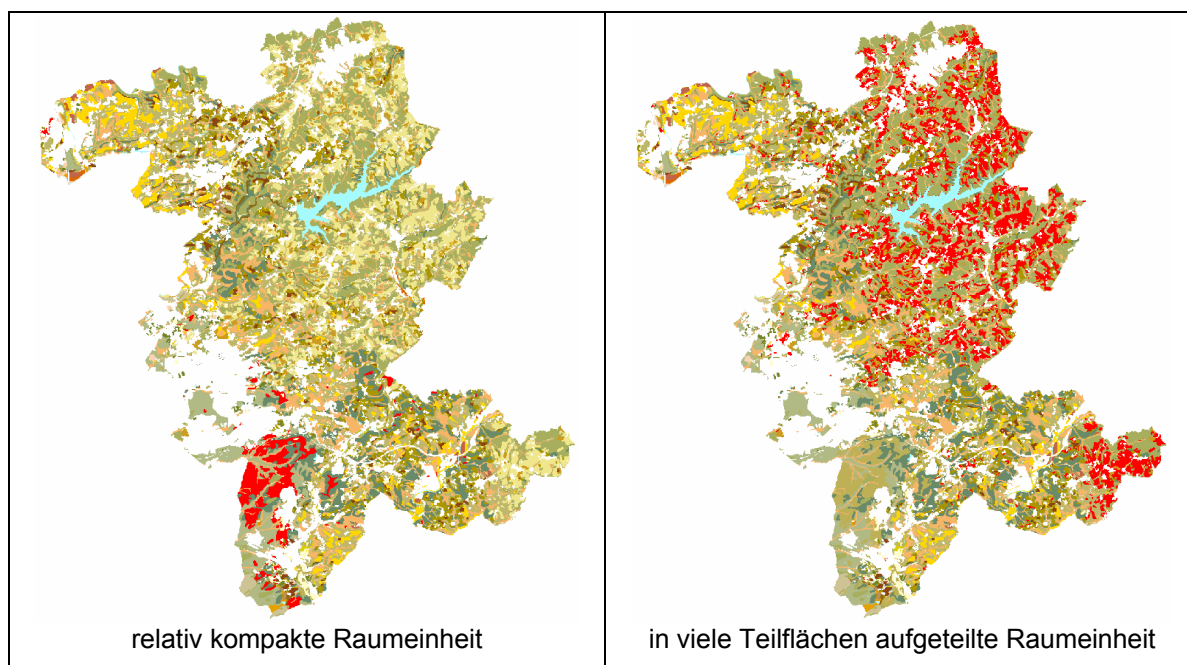 relativ kompakte Raumeinheit
in viele Teilflächen aufgeteilte Raumeinheit